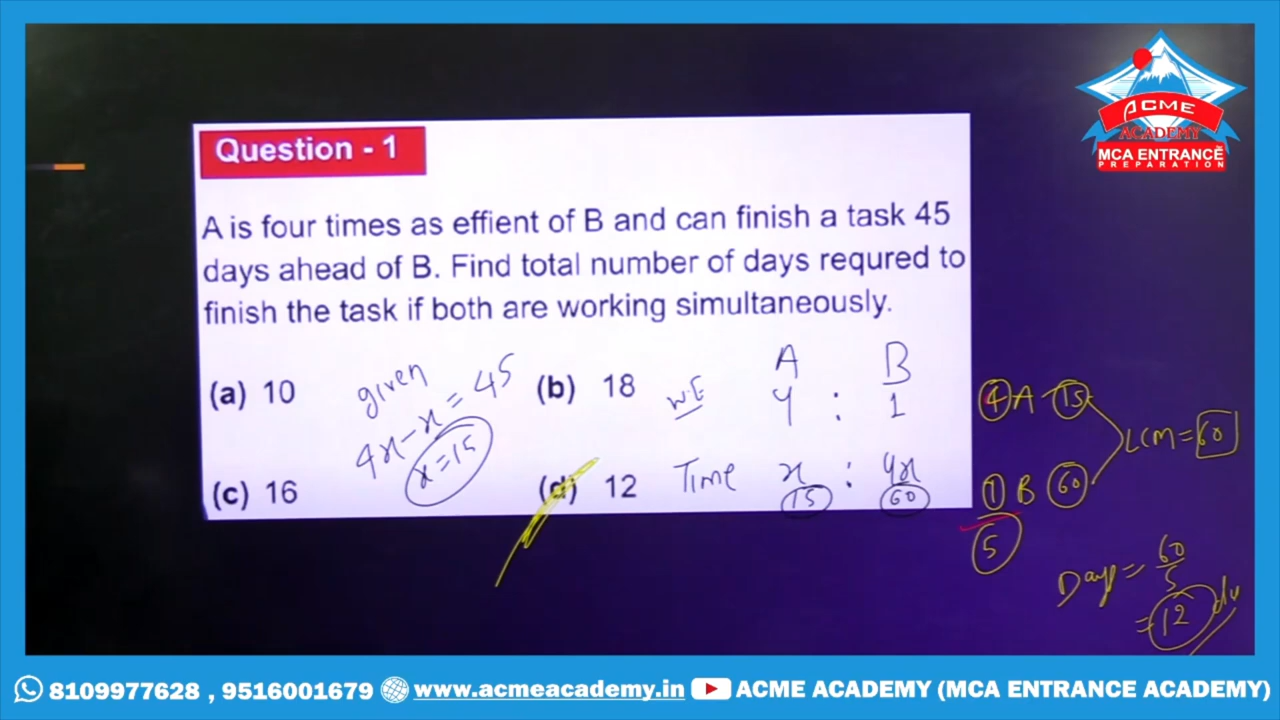 ACME
ACADEMY
MCA ENTRANCE
PREPARATION
Question - 1
A is four times as effient of B and can finish a task 45
days ahead of B. Find total number of days requred to
finish the task if both are working simultaneously.
(a) 10
(b) 18
(c) 16
(d) 12
given
4x-x = 45
x=15
A B
W.E 4 : 1
Time x : 4x
15 60
4 A 15
LCM = 60
1 B 60
5
Days = 60/5
= 12
8109977628 , 9516001679 www.acmeacademy.in ACME ACADEMY (MCA ENTRANCE ACADEMY)